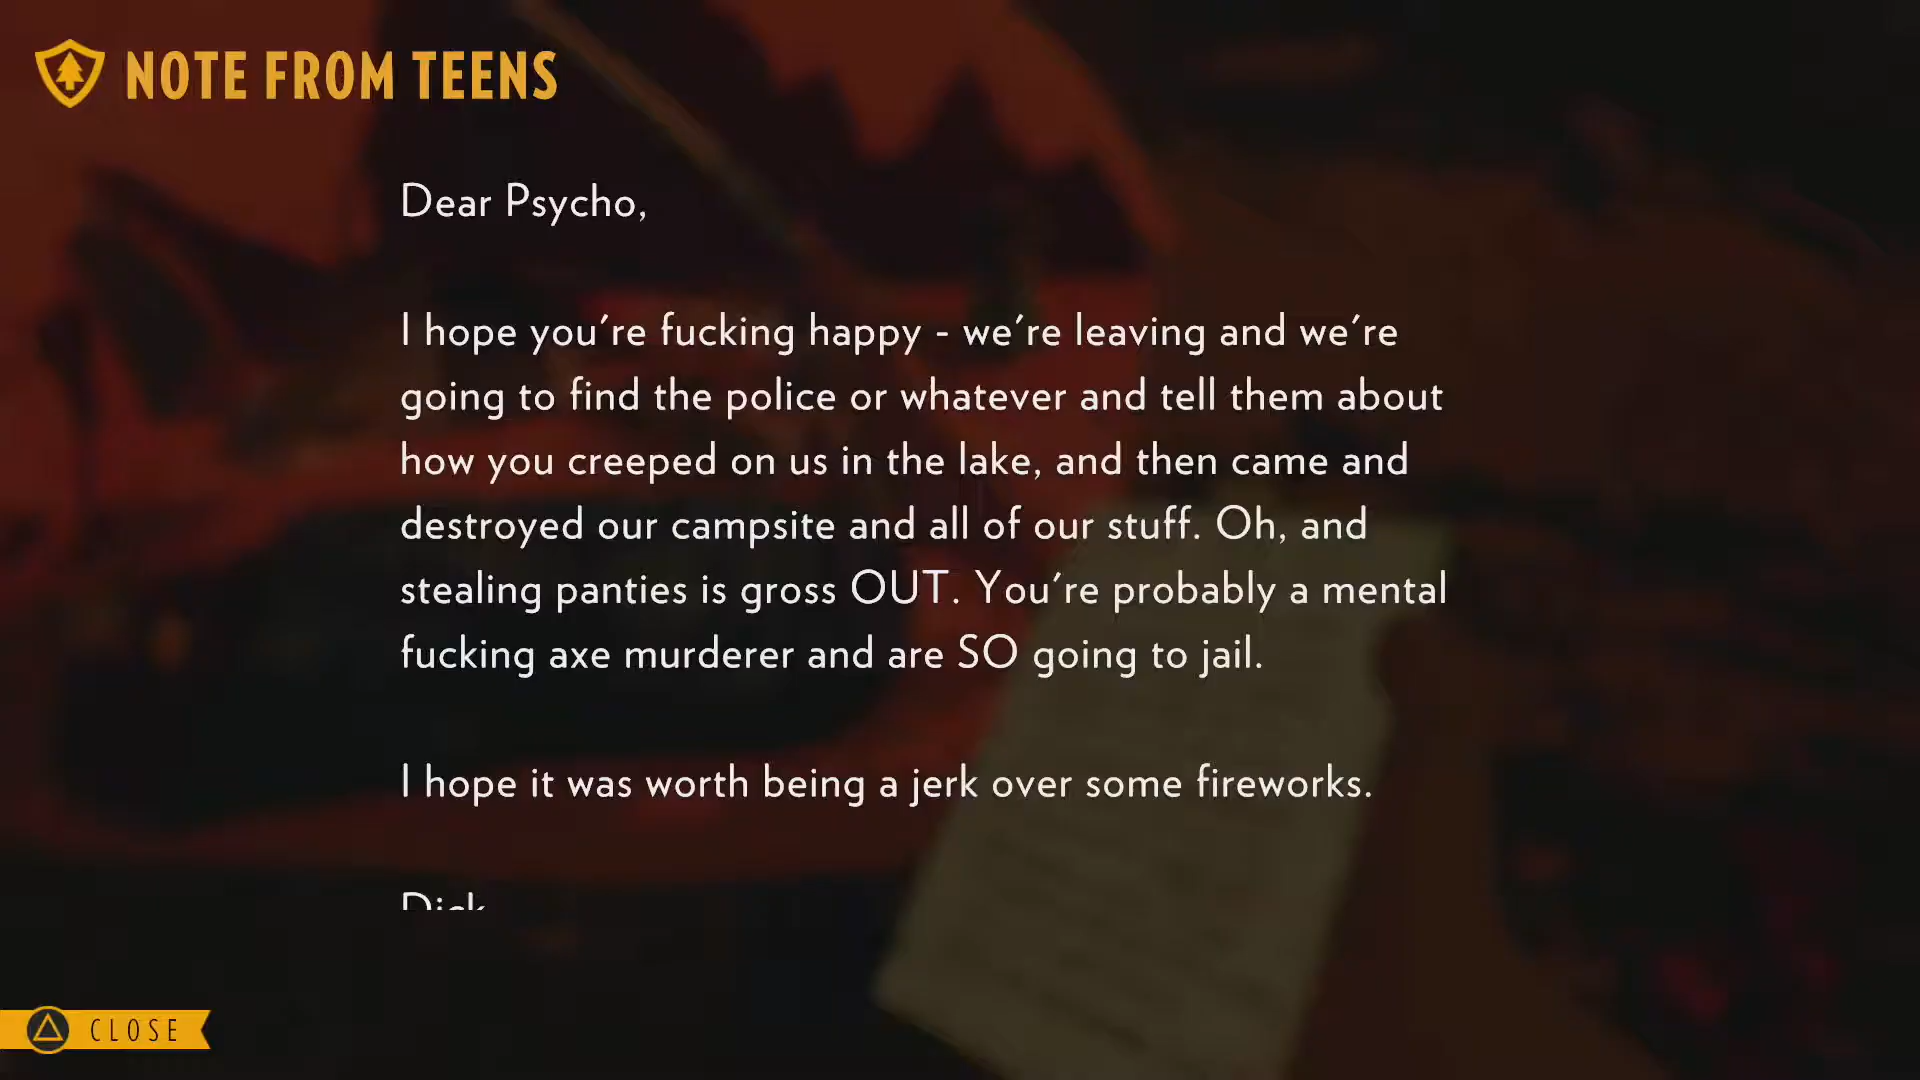 NOTE FROM TEENS
Dear Psycho,
I hope you're fucking happy - we're leaving and we're
going to find the police or whatever and tell them about
how you creeped on us in the lake, and then came and
destroyed our campsite and all of our stuff. Oh, and
stealing panties is gross OUT. You're probably a mental
fucking axe murderer and are SO going to jail.
I hope it was worth being a jerk over some fireworks.
Dick
CLOSE